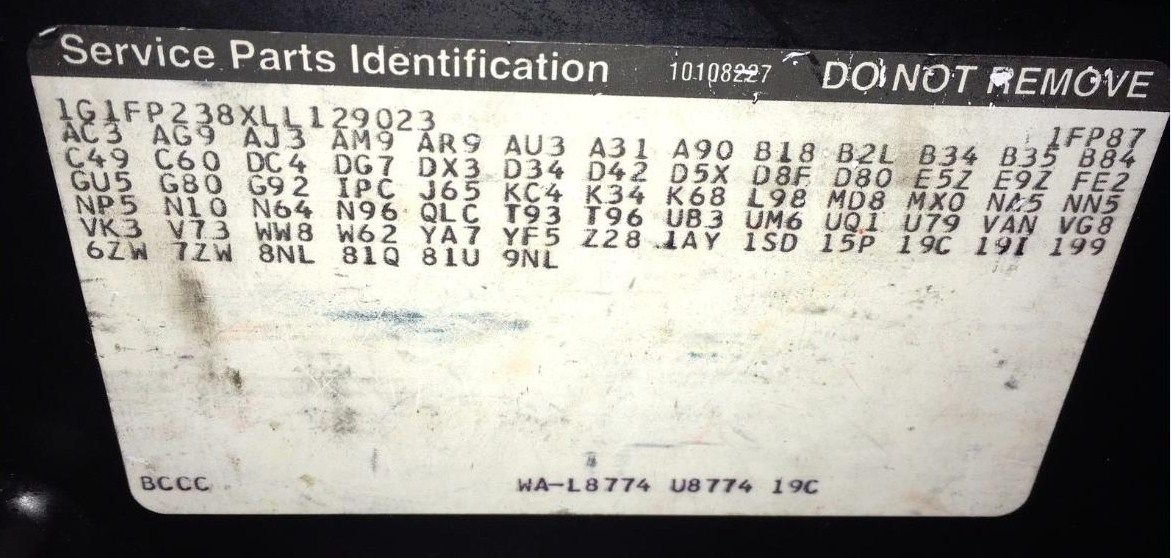 Service Parts Identification 10108227 DO NOT REMOVE
1G1FP238XLL129023 1FP87
AC3 AG9 AJ3 AM9 AR9 AU3 A31 A90 B18 B2L B34 B35 B84
C49 C60 DC4 DG7 DX3 D34 D42 D5X D8F D80 E5Z E9Z FE2
GU5 G80 G92 IPC J65 KC4 K34 K68 L98 MD8 MX0 NA5 NN5
NP5 N10 N64 N96 QLC T93 T96 UB3 UM6 UQ1 U79 VAN VG8
VK3 V73 WW8 W62 YA7 YF5 Z28 1AY 1SD 15P 19C 19I 199
6ZW 7ZW 8NL 81Q 81U 9NL
BCCC WA-L8774 U8774 19C